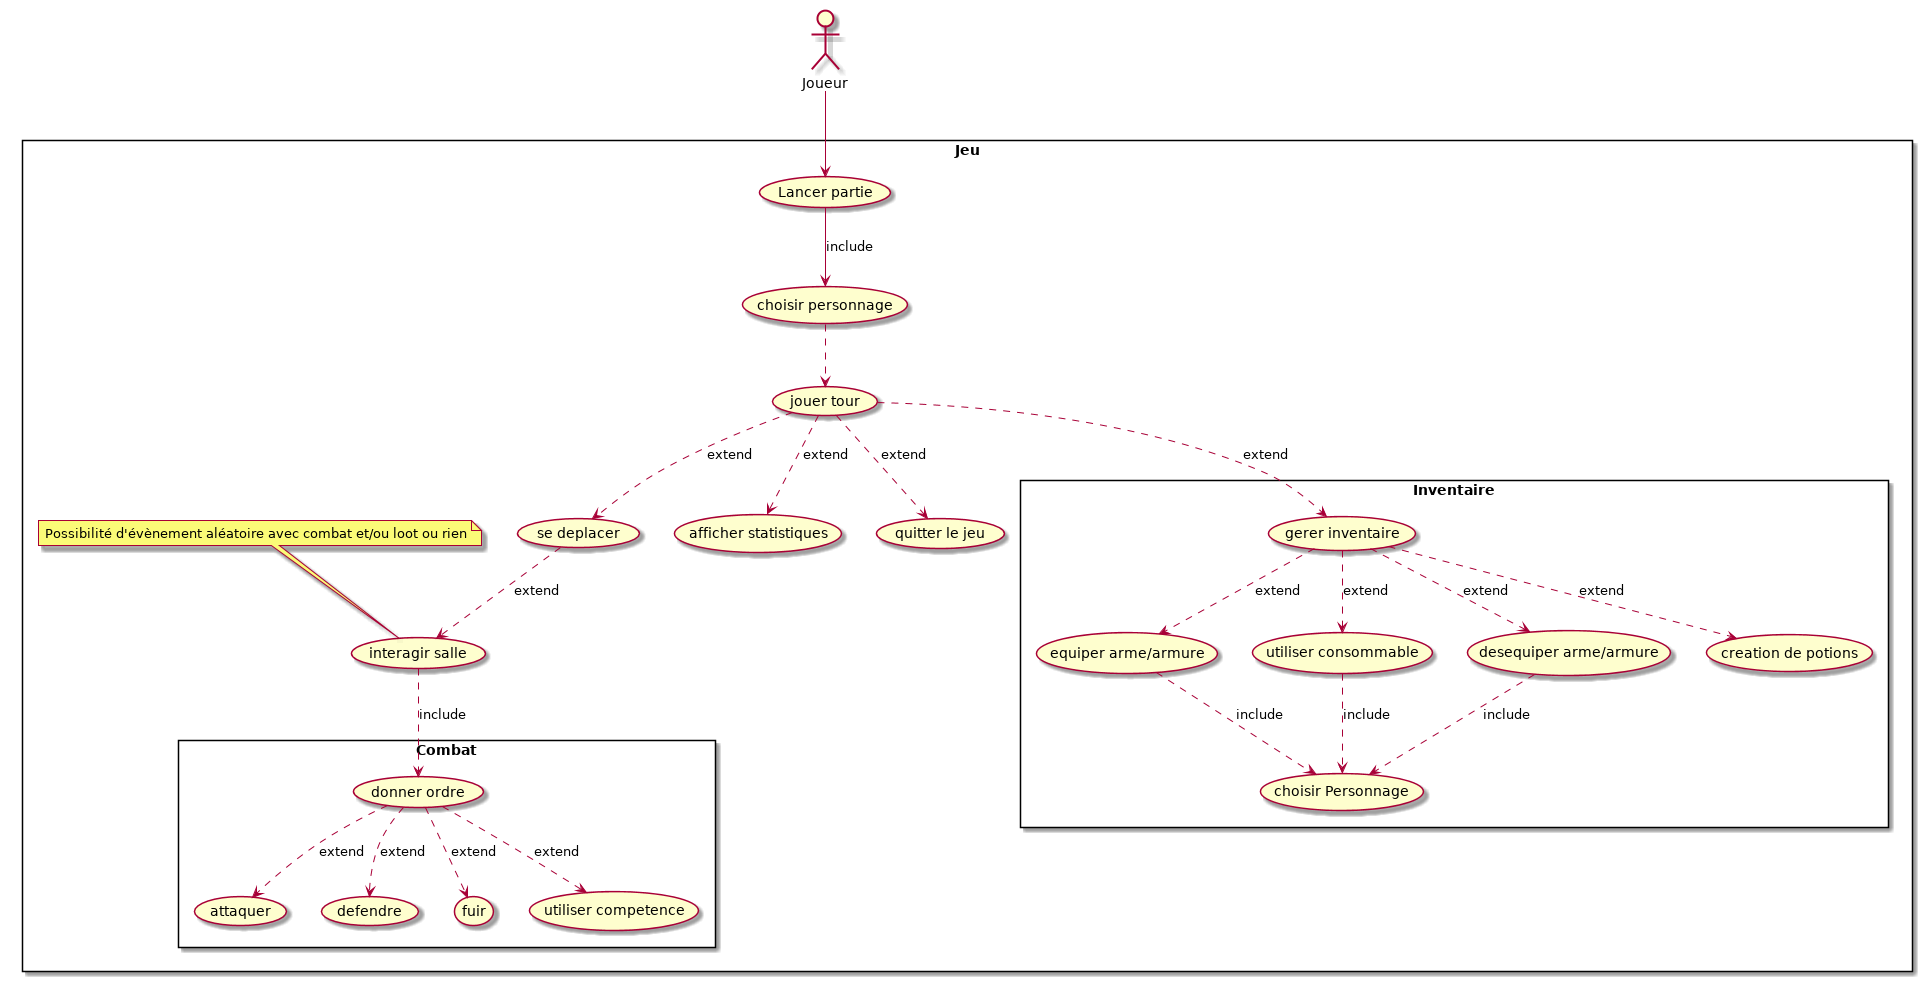 Joueur
Jeu
Lancer partie
include
choisir personnage
jouer tour
extend
extend
extend
extend
Inventaire
Possibilité d'évènement aléatoire avec combat et/ou loot ou rien
se deplacer
afficher statistiques
quitter le jeu
gerer inventaire
extend
extend
extend
extend
extend
interagir salle
equiper arme/armure
utiliser consommable
desequiper arme/armure
creation de potions
include
include
include
include
Combat
donner ordre
choisir Personnage
extend
extend
extend
extend
attaquer
defendre
fuir
utiliser competence